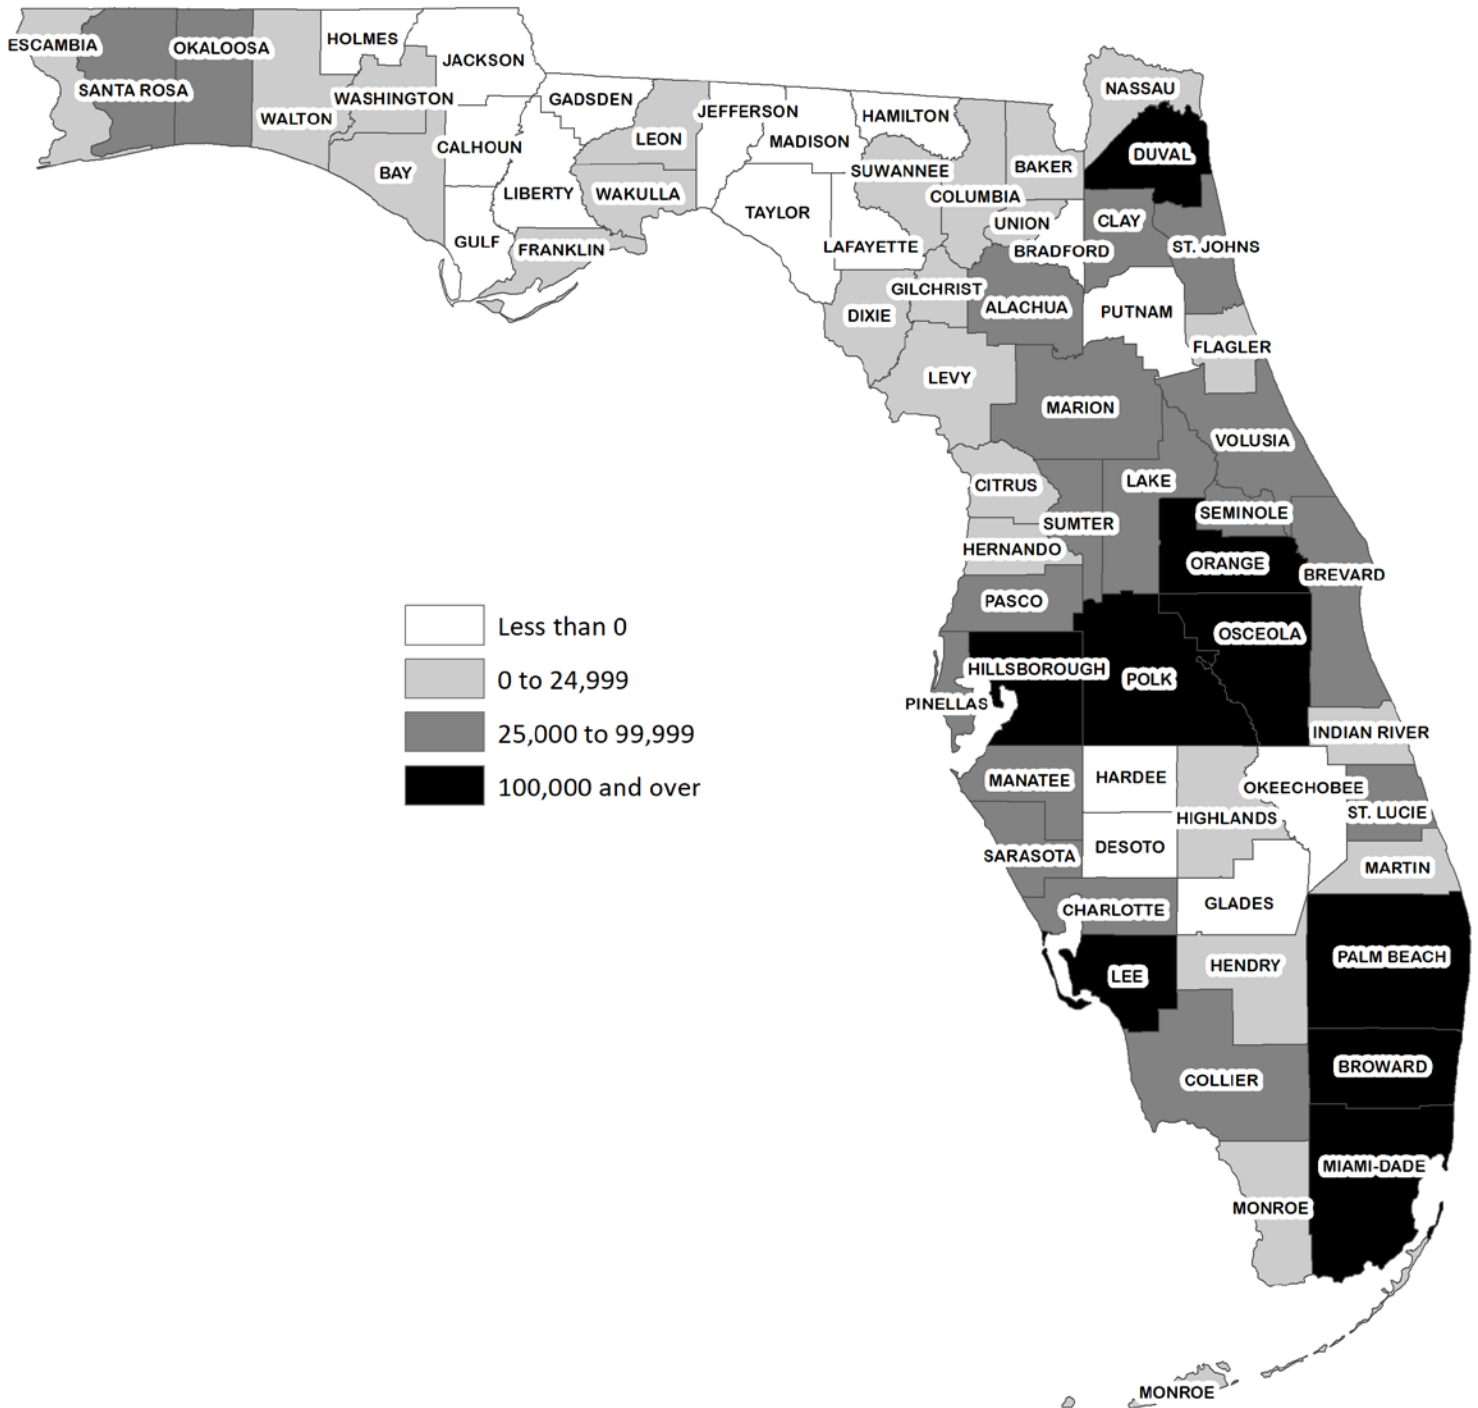 HOLMES
ESCAMBIA
OKALOOSA
JACKSON
SANTA ROSA
WASHINGTON
GADSDEN
NASSAU
WALTON
JEFFERSON
HAMILTON
LEON
MADISON
CALHOUN
DUVAL
BAY
SUWANNEE
BAKER
LIBERTY
WAKULLA
COLUMBIA
TAYLOR
UNION
CLAY
GULF
FRANKLIN
LAFAYETTE
BRADFORD
ST. JOHNS
GILCHRIST
DIXIE
ALACHUA
PUTNAM
FLAGLER
LEVY
MARION
VOLUSIA
CITRUS
LAKE
SEMINOLE
SUMTER
HERNANDO
ORANGE
BREVARD
PASCO
Less than 0
OSCEOLA
HILLSBOROUGH
POLK
0 to 24,999
PINELLAS
25,000 to 99,999
INDIAN RIVER
MANATEE
HARDEE
OKEECHOBEE
100,000 and over
HIGHLANDS
ST. LUCIE
SARASOTA
DESOTO
MARTIN
CHARLOTTE
GLADES
LEE
HENDRY
PALM BEACH
COLLIER
BROWARD
MIAMI-DADE
MONROE
MONROE